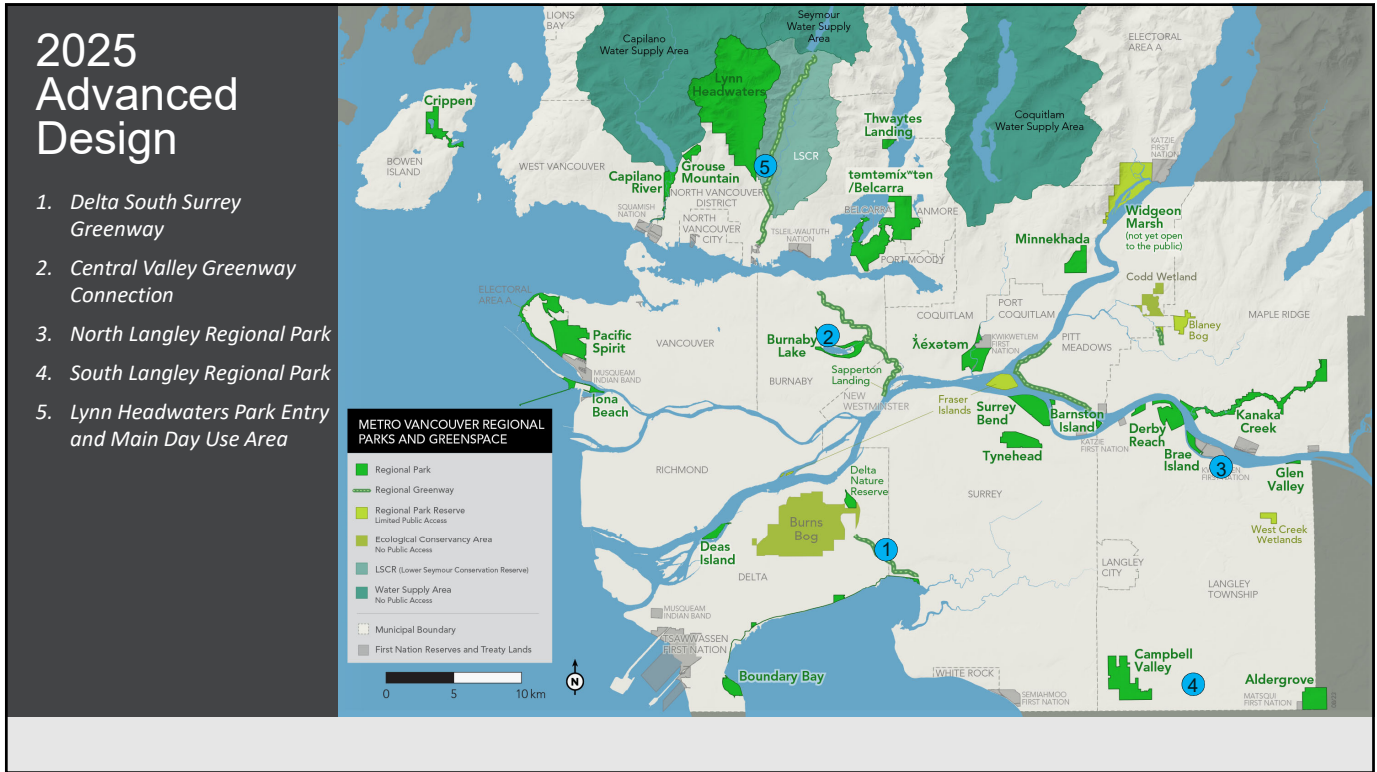 2025
Advanced
Design
1. Delta South Surrey
Greenway
2. Central Valley Greenway
Connection
3. North Langley Regional Park
4. South Langley Regional Park
5. Lynn Headwaters Park Entry
and Main Day Use Area
LIONS
BAY
Capilano
Water Supply Area
Seymour
Water Supply
Area
ELECTORAL
AREA A
Crippen
Lynn
Headwaters
Thwaytes
Landing
Coquitlam
Water Supply Area
KATZIE
FIRST
NATION
BOWEN
ISLAND
WEST VANCOUVER
Capilano
River
Grouse
Mountain
5
LSCR
təmtəmíxʷtən
/Belcarra
NORTH VANCOUVER
DISTRICT
SQUAMISH
NATION
NORTH
VANCOUVER
CITY
TSLEIL-WAUTUTH
NATION
BELCARRA
ANMORE
PORT MOODY
Minnekhada
Widgeon
Marsh
(not yet open
to the public)
Codd Wetland
ELECTORAL
AREA A
Pacific
Spirit
VANCOUVER
Burnaby
Lake
2
COQUITLAM
PORT
COQUITLAM
ƛ̓éxətəm
KWIKWETLEM
FIRST
NATION
PITT
MEADOWS
Blaney
Bog
MAPLE RIDGE
MUSQUEAM
INDIAN BAND
Iona
Beach
BURNABY
Sapperton
Landing
NEW
WESTMINSTER
Fraser
Islands
Surrey
Bend
Barnston
Island
KATZIE
FIRST NATION
Derby
Reach
Kanaka
Creek
Tynehead
Brae
Island
3
FIRST NATION
Glen
Valley
METRO VANCOUVER REGIONAL
PARKS AND GREENSPACE
Regional Park
Regional Greenway
Regional Park Reserve
Limited Public Access
Ecological Conservancy Area
No Public Access
LSCR (Lower Seymour Conservation Reserve)
Water Supply Area
No Public Access
Municipal Boundary
First Nation Reserves and Treaty Lands
0 5 10 km
N
RICHMOND
Delta
Nature
Reserve
SURREY
Burns
Bog
Deas
Island
1
West Creek
Wetlands
DELTA
LANGLEY
CITY
LANGLEY
TOWNSHIP
MUSQUEAM
INDIAN BAND
TSAWWASSEN
FIRST NATION
Boundary Bay
WHITE ROCK
SEMIAHMOO
FIRST NATION
Campbell
Valley
4
Aldergrove
MATSQUI
FIRST NATION